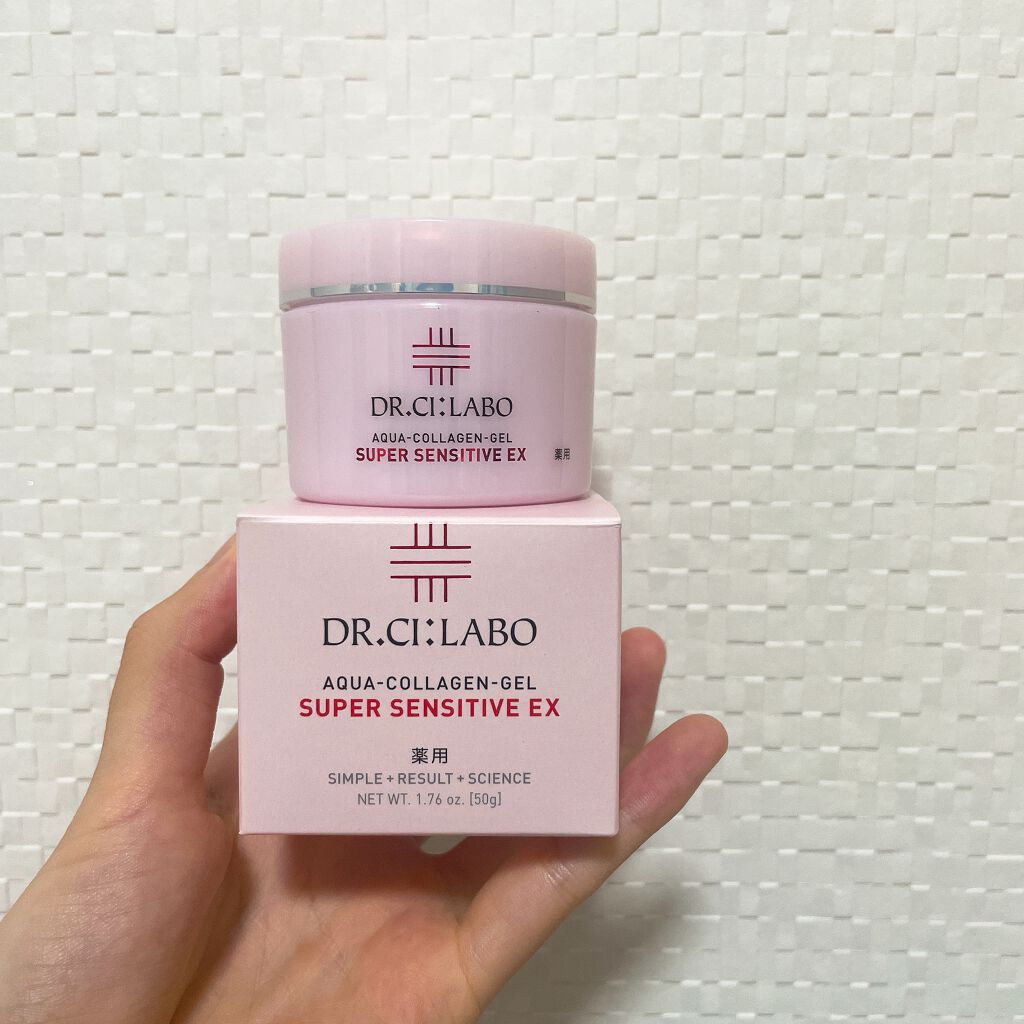 DR.CI:LABO
AQUA-COLLAGEN-GEL
SUPER SENSITIVE EX
薬用
DR.CI:LABO
AQUA-COLLAGEN-GEL
SUPER SENSITIVE EX
薬用
SIMPLE + RESULT + SCIENCE
NET WT. 1.76 oz. [50g]